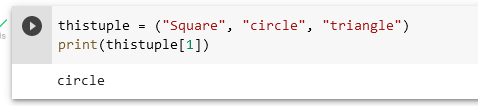 thistuple = ("Square", "circle", "triangle")
print(thistuple[1])
circle